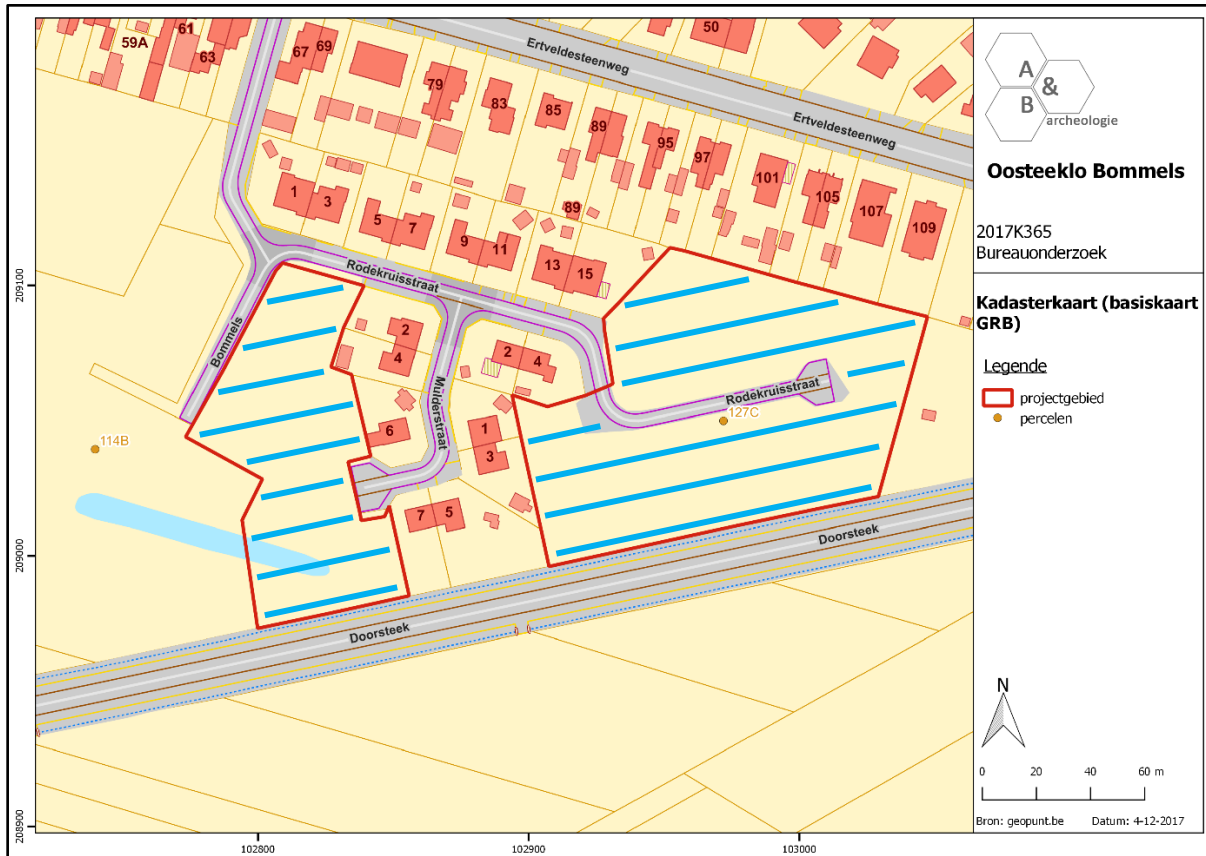 61
59A
63
67
69
79
83
85
89
95
97
101
105
107
109
50
Ertveldesteenweg
Ertveldesteenweg
1
3
5
7
9
11
13
15
89
Rodekruisstraat
Bommels
2
4
2
4
Mulderstraat
6
1
3
7
5
Rodekruisstraat
127C
114B
Doorsteek
Doorsteek
209100
209000
208900
102800
102900
103000
A
&
B
archeologie
Oosteeklo Bommels
2017K365
Bureauonderzoek
Kadasterkaart (basiskaart
GRB)
Legende
projectgebied
percelen
N
0 20 40 60 m
Bron: geopunt.be Datum: 4-12-2017